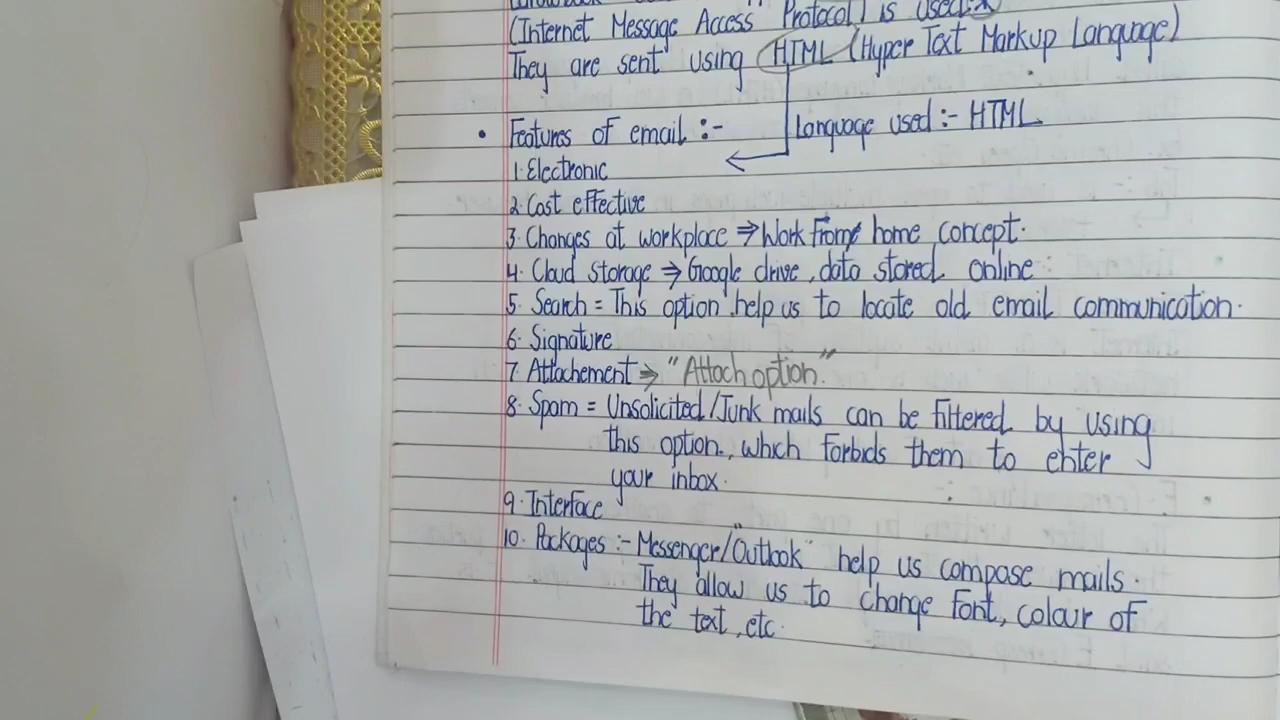 (Internet Message Access Protocol) is used.
They are sent using HTML (Hyper Text Markup Language)
Language used :- HTML
• Features of email :-
1. Electronic
2. Cost effective
3. Changes at workplace ⇒ Work from home concept.
4. Cloud storage ⇒ Google drive, data stored online
5. Search = This option help us to locate old email communication.
6. Signature
7. Attachement ⇒ "Attach option."
8. Spam = Unsolicited/Junk mails can be filtered by using
this option, which forbids them to enter
your inbox.
9. Interface
10. Packages :- Messenger/"Outlook" help us compose mails.
They allow us to change font, colour of
the text, etc.